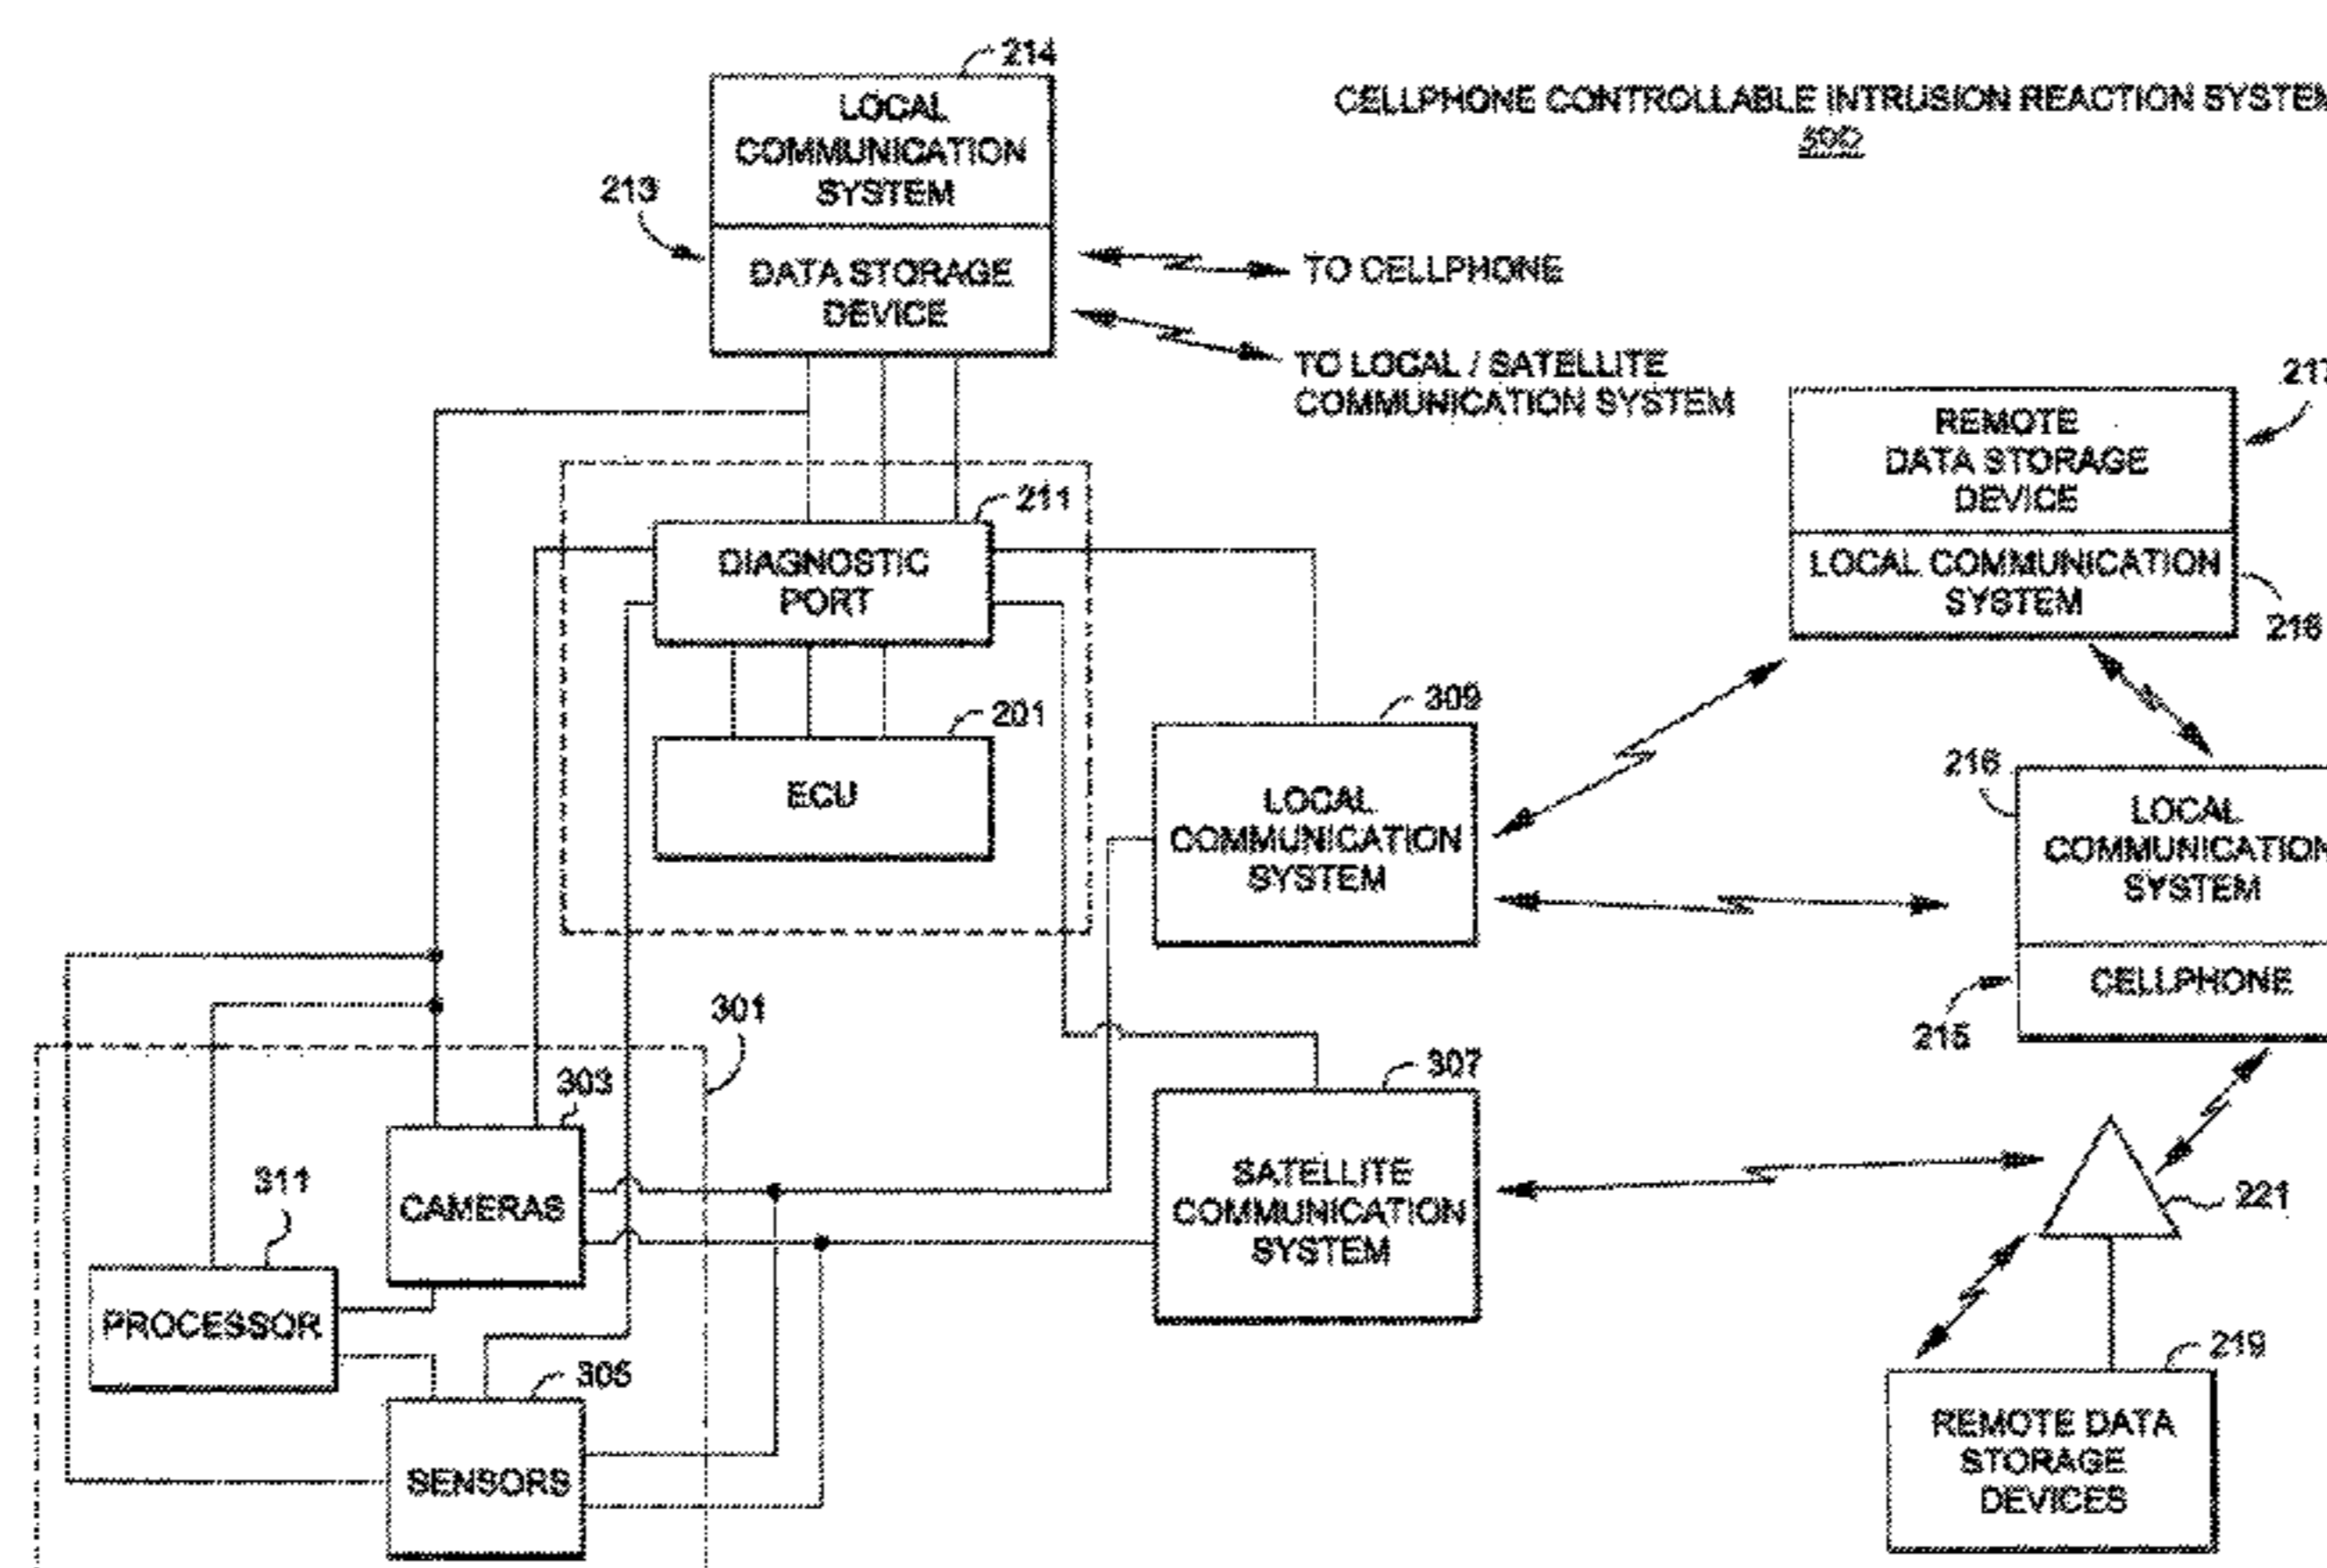 214
LOCAL
COMMUNICATION
SYSTEM
CELLPHONE CONTROLLABLE INTRUSION REACTION SYSTEM
213
DATA STORAGE
DEVICE
TO CELLPHONE
TO LOCAL / SATELLITE
COMMUNICATION SYSTEM
REMOTE
DATA STORAGE
DEVICE
LOCAL COMMUNICATION
SYSTEM
216
211
DIAGNOSTIC
PORT
201
ECU
309
LOCAL
COMMUNICATION
SYSTEM
216
LOCAL
COMMUNICATION
SYSTEM
CELLPHONE
215
301
303
CAMERAS
311
PROCESSOR
305
SENSORS
307
SATELLITE
COMMUNICATION
SYSTEM
221
219
REMOTE DATA
STORAGE
DEVICES